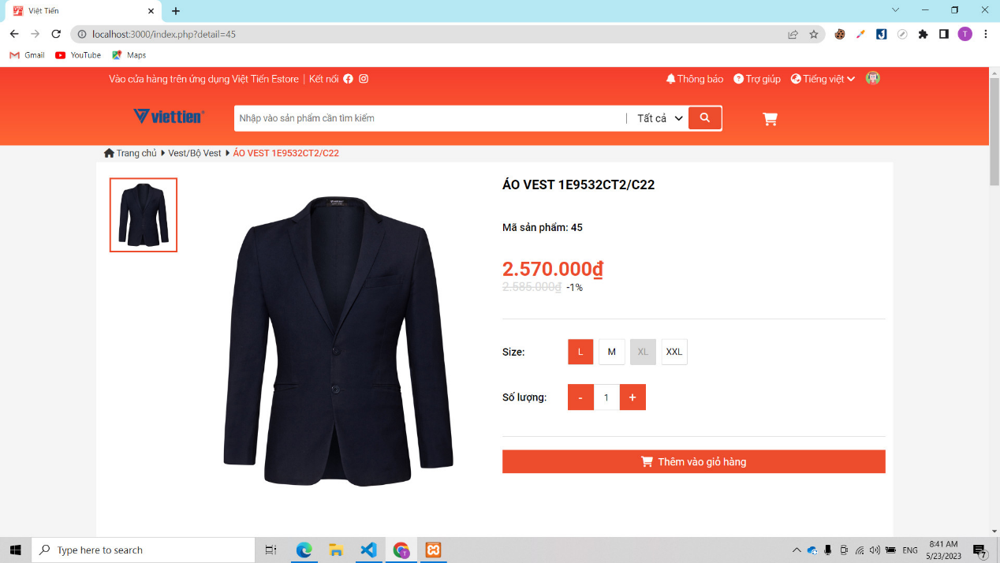 Việt Tiến
localhost:3000/index.php?detail=45
T
Gmail YouTube Maps
Vào cửa hàng trên ứng dụng Việt Tiến Estore | Kết nối
Thông báo Trợ giúp Tiếng việt
viettien
Nhập vào sản phẩm cần tìm kiếm | Tất cả
Trang chủ Vest/Bộ Vest ÁO VEST 1E9532CT2/C22
ÁO VEST 1E9532CT2/C22
Mã sản phẩm: 45
2.570.000₫
2.585.000₫ -1%
Size: L M XL XXL
Số lượng: - 1 +
Thêm vào giỏ hàng
Type here to search
ENG
8:41 AM
5/23/2023
7